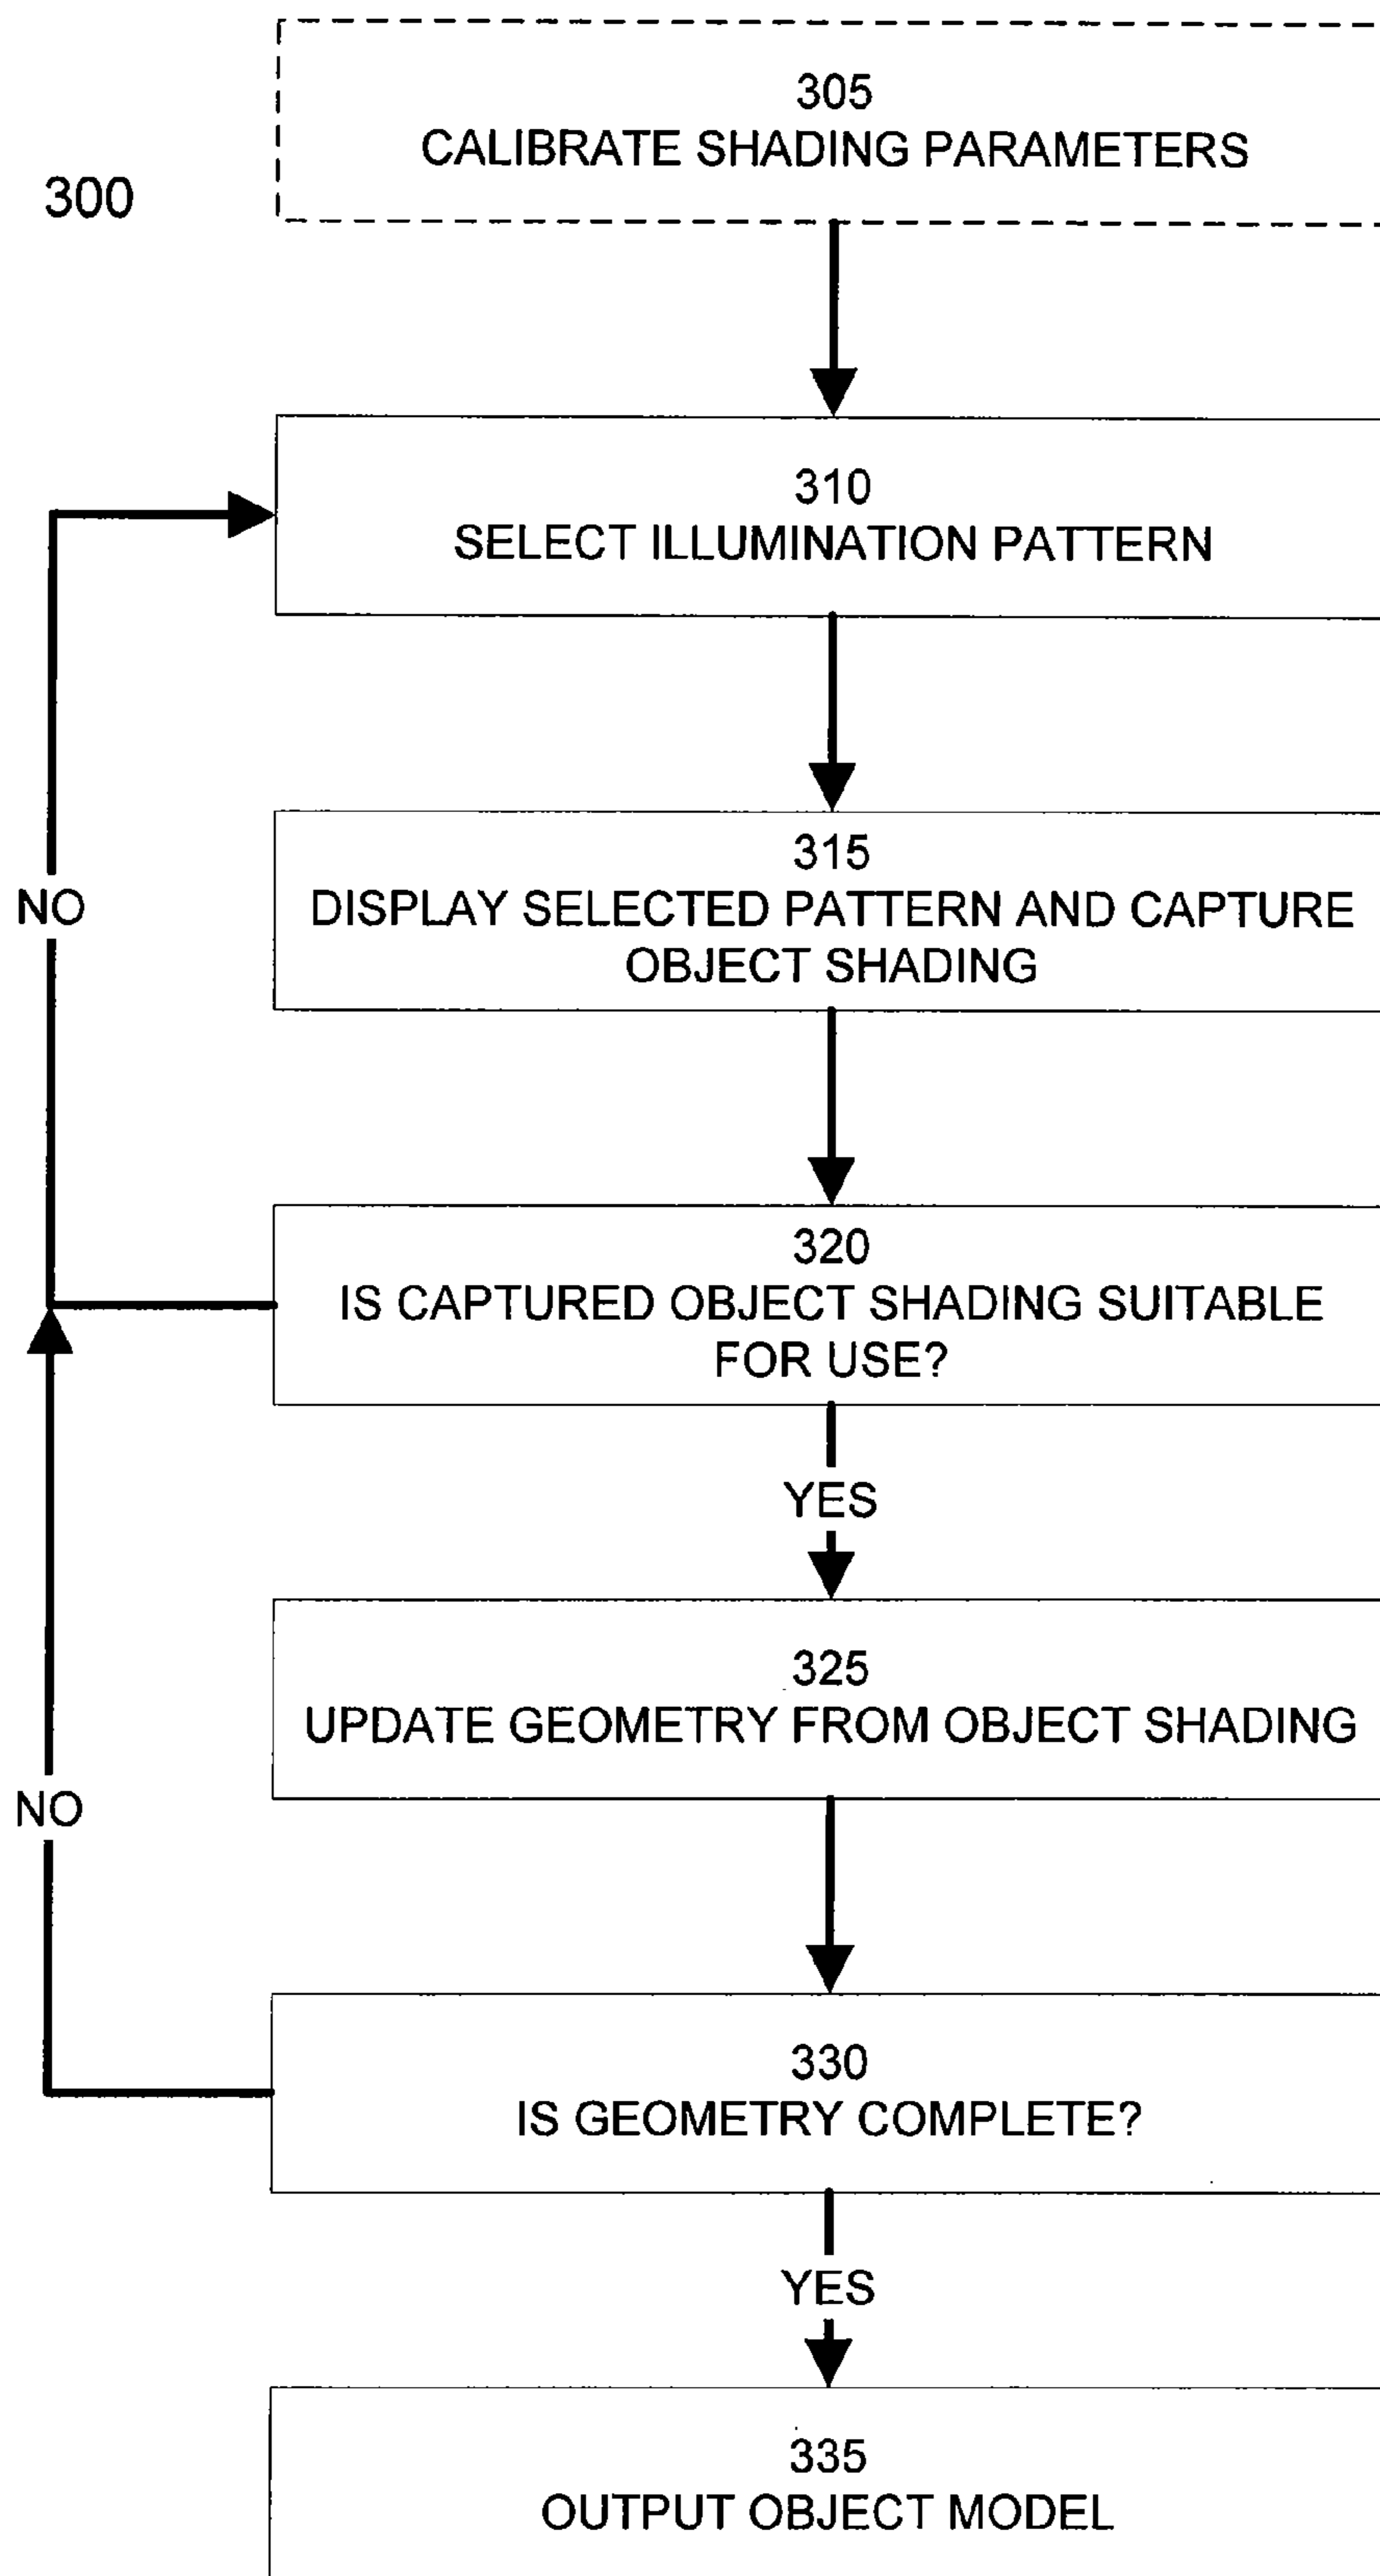 305
CALIBRATE SHADING PARAMETERS
300
310
SELECT ILLUMINATION PATTERN
315
DISPLAY SELECTED PATTERN AND CAPTURE
OBJECT SHADING
NO
320
IS CAPTURED OBJECT SHADING SUITABLE
FOR USE?
YES
325
UPDATE GEOMETRY FROM OBJECT SHADING
NO
330
IS GEOMETRY COMPLETE?
YES
335
OUTPUT OBJECT MODEL